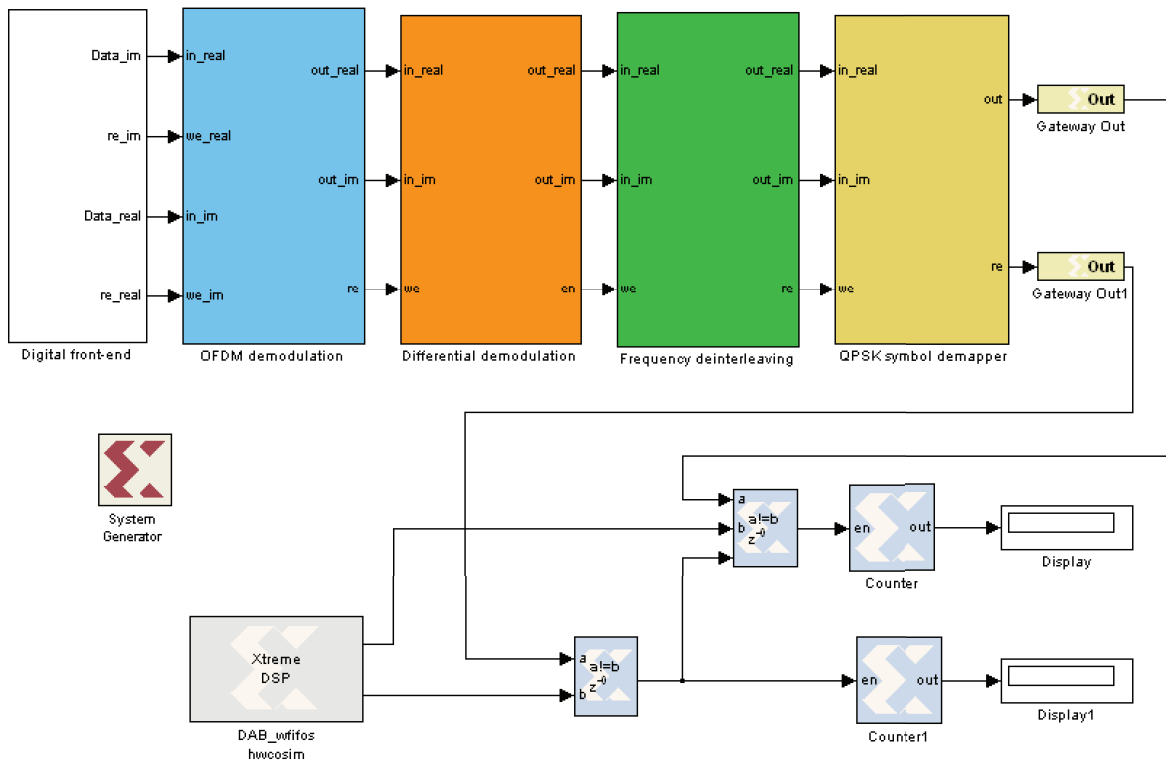 Data_im
re_im
Data_real
re_real
Digital front-end
in_real
we_real
in_im
we_im
out_real
out_im
re
OFDM demodulation
in_real
in_im
we
out_real
out_im
en
Differential demodulation
in_real
in_im
we
out_real
out_im
re
Frequency deinterleaving
in_real
in_im
we
out
re
QPSK symbol demapper
Out
Gateway Out
Out
Gateway Out1
System
Generator
a
b
a!=b
z-0
en
out
Counter
Display
Xtreme
DSP
DAB_wfifos
hwcosim
a
b
a!=b
z-0
en
out
Counter1
Display1